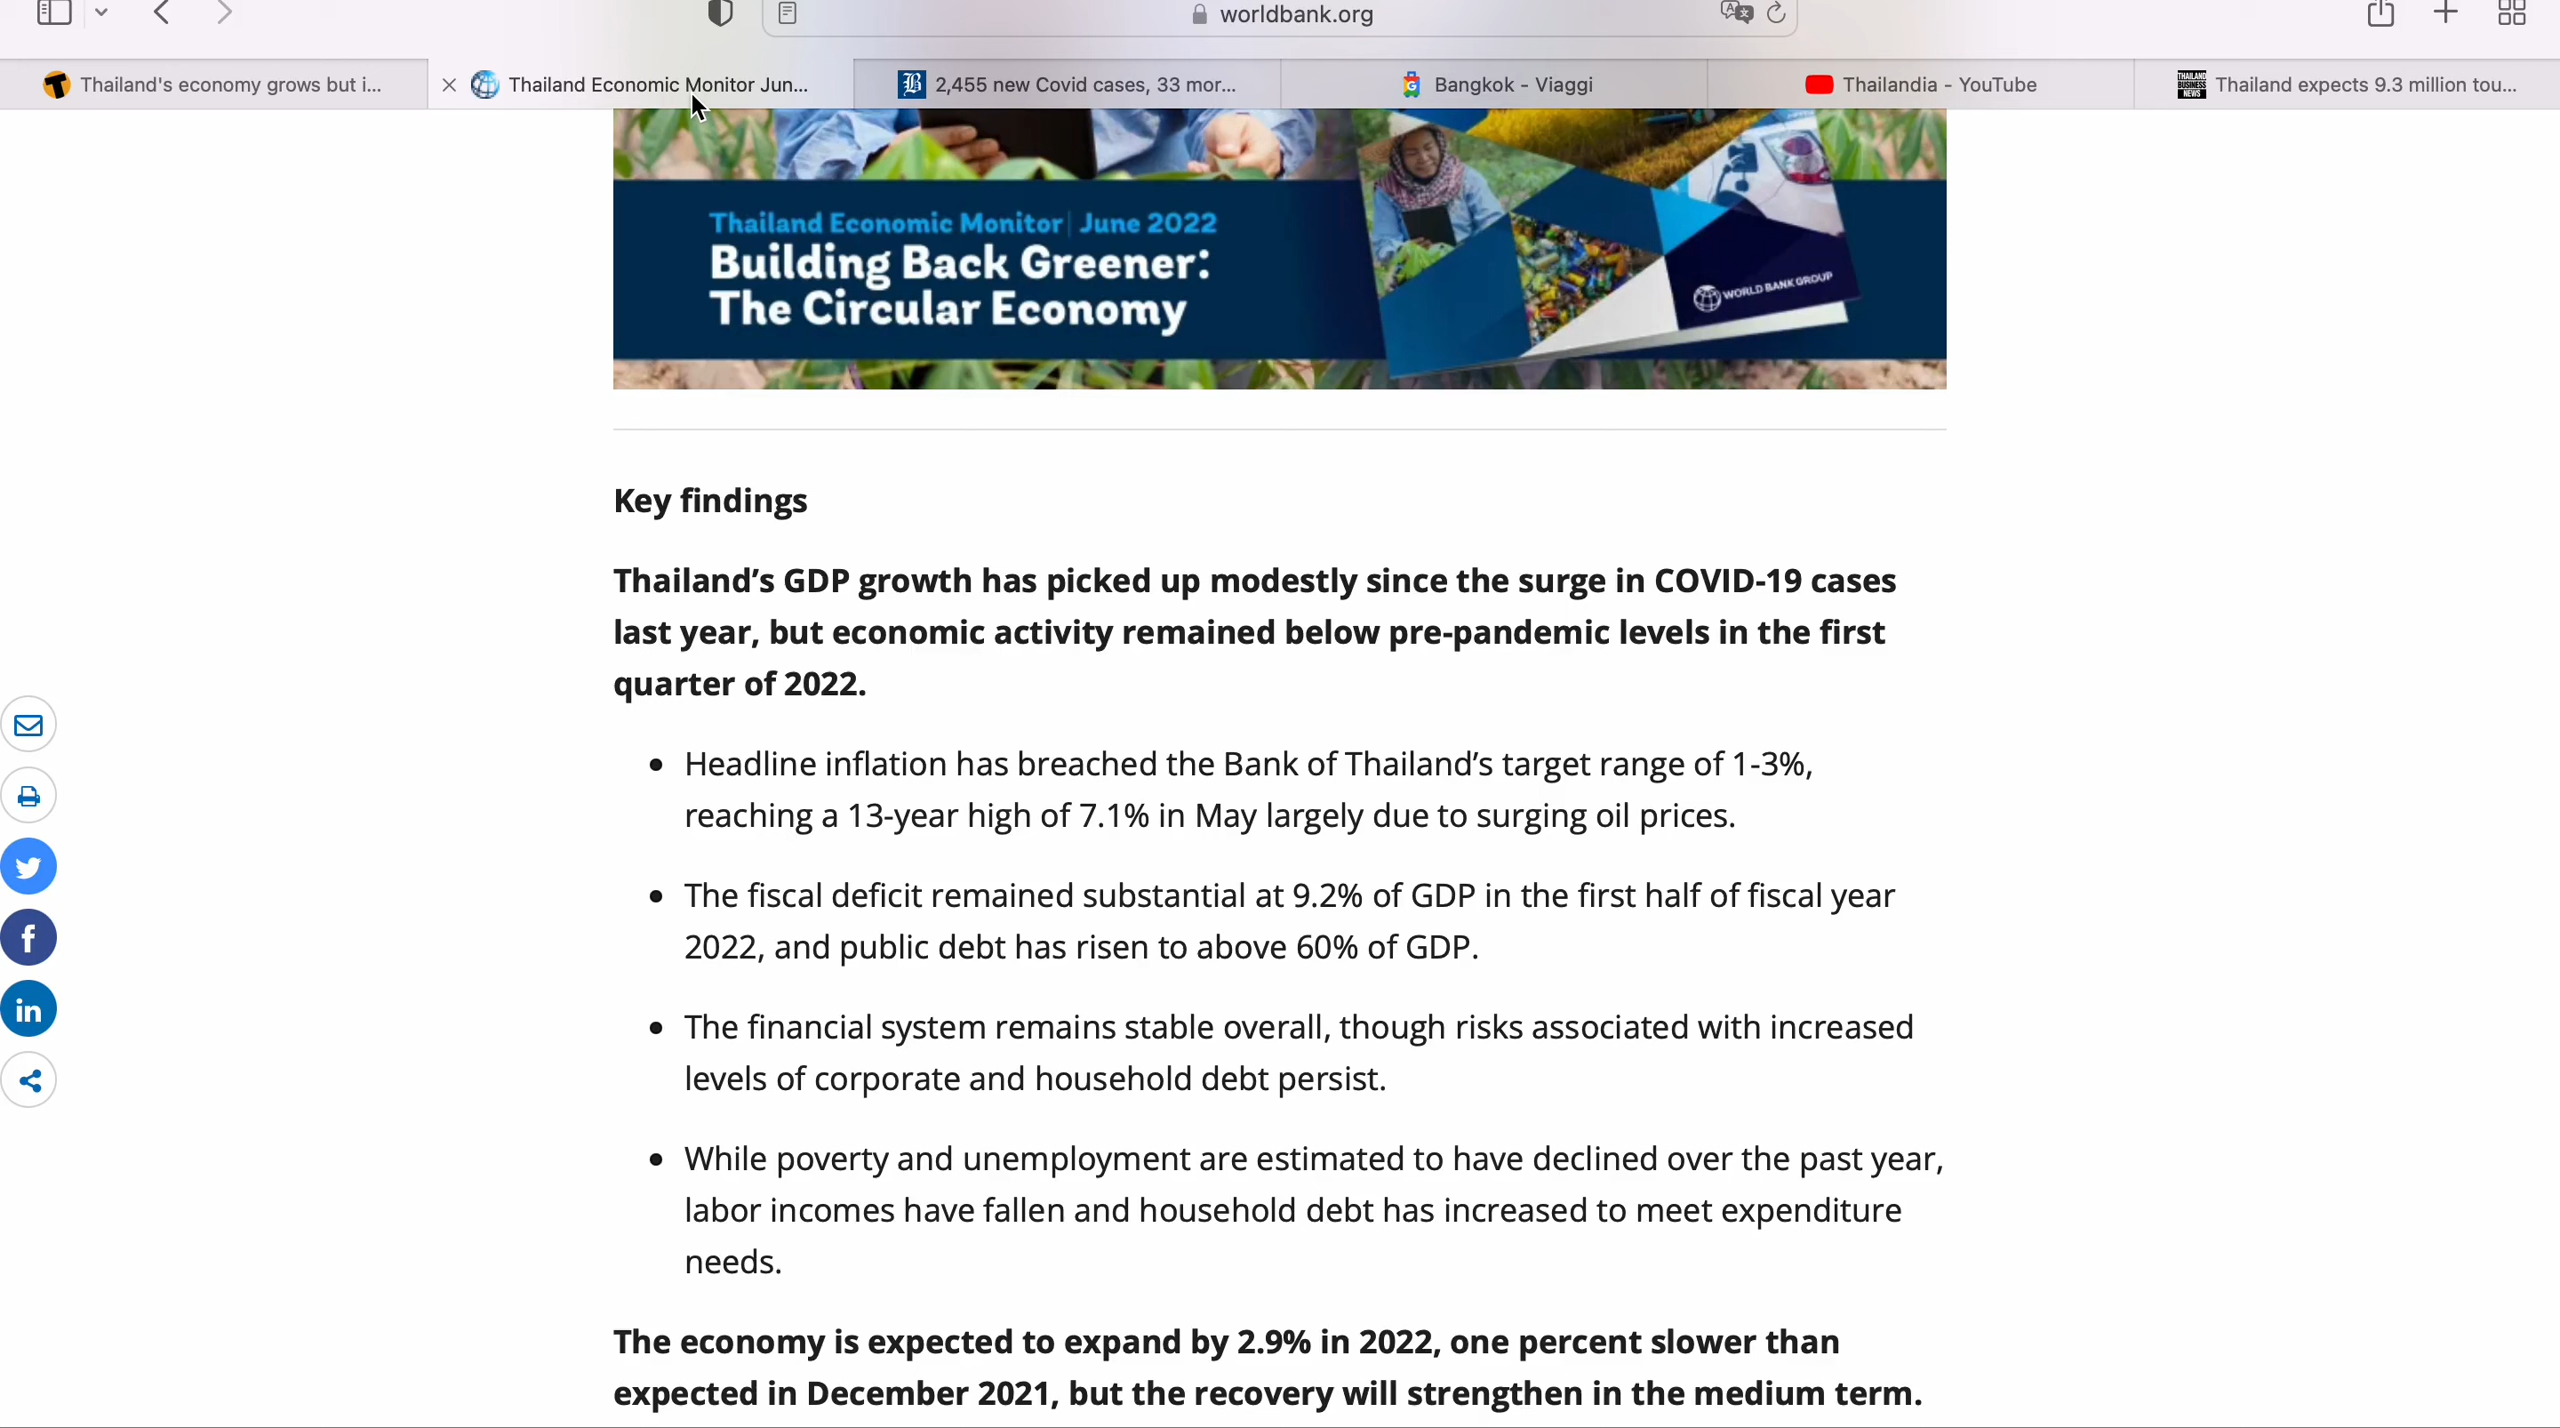 worldbank.org
Thailand's economy grows but i...
Thailand Economic Monitor Jun...
2,455 new Covid cases, 33 mor...
Bangkok - Viaggi
Thailandia - YouTube
THAILAND BUSINESS NEWS
Thailand expects 9.3 million tou...
Thailand Economic Monitor | June 2022
Building Back Greener:
The Circular Economy
WORLD BANK GROUP
Key findings
Thailand’s GDP growth has picked up modestly since the surge in COVID-19 cases
last year, but economic activity remained below pre-pandemic levels in the first
quarter of 2022.
• Headline inflation has breached the Bank of Thailand’s target range of 1-3%,
reaching a 13-year high of 7.1% in May largely due to surging oil prices.
• The fiscal deficit remained substantial at 9.2% of GDP in the first half of fiscal year
2022, and public debt has risen to above 60% of GDP.
• The financial system remains stable overall, though risks associated with increased
levels of corporate and household debt persist.
• While poverty and unemployment are estimated to have declined over the past year,
labor incomes have fallen and household debt has increased to meet expenditure
needs.
The economy is expected to expand by 2.9% in 2022, one percent slower than
expected in December 2021, but the recovery will strengthen in the medium term.